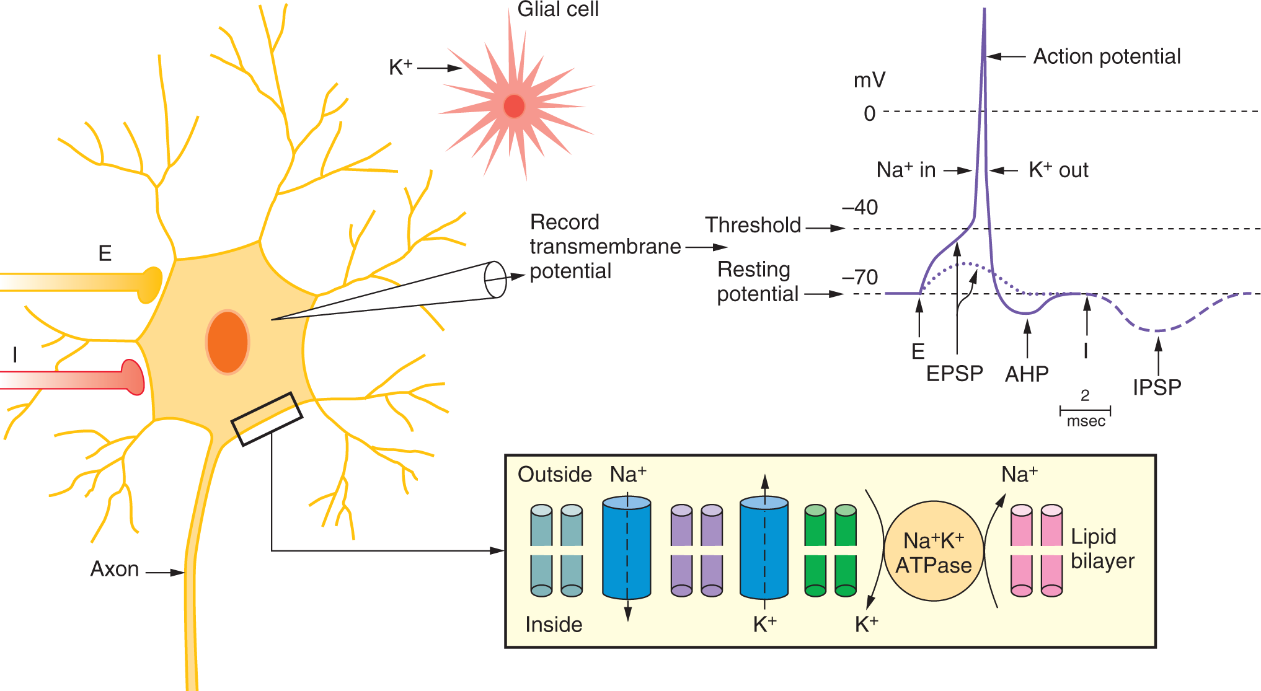 Glial cell
K+
E
I
Record
transmembrane
potential
Axon
mV
0
Action potential
Na+ in
K+ out
–40
Threshold
Resting
potential
–70
E
EPSP
AHP
I
IPSP
2
msec
Outside
Na+
Na+
Na+K+
ATPase
Lipid
bilayer
Inside
K+
K+